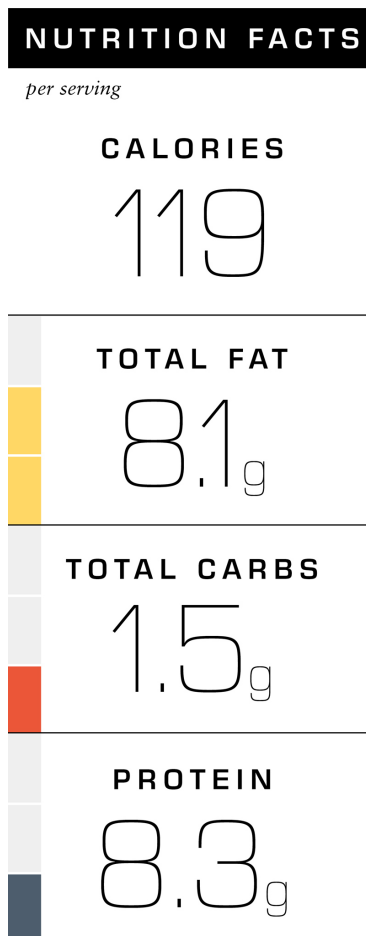 NUTRITION FACTS
per serving
CALORIES
119
TOTAL FAT
8.1g
TOTAL CARBS
1.5g
PROTEIN
8.3g